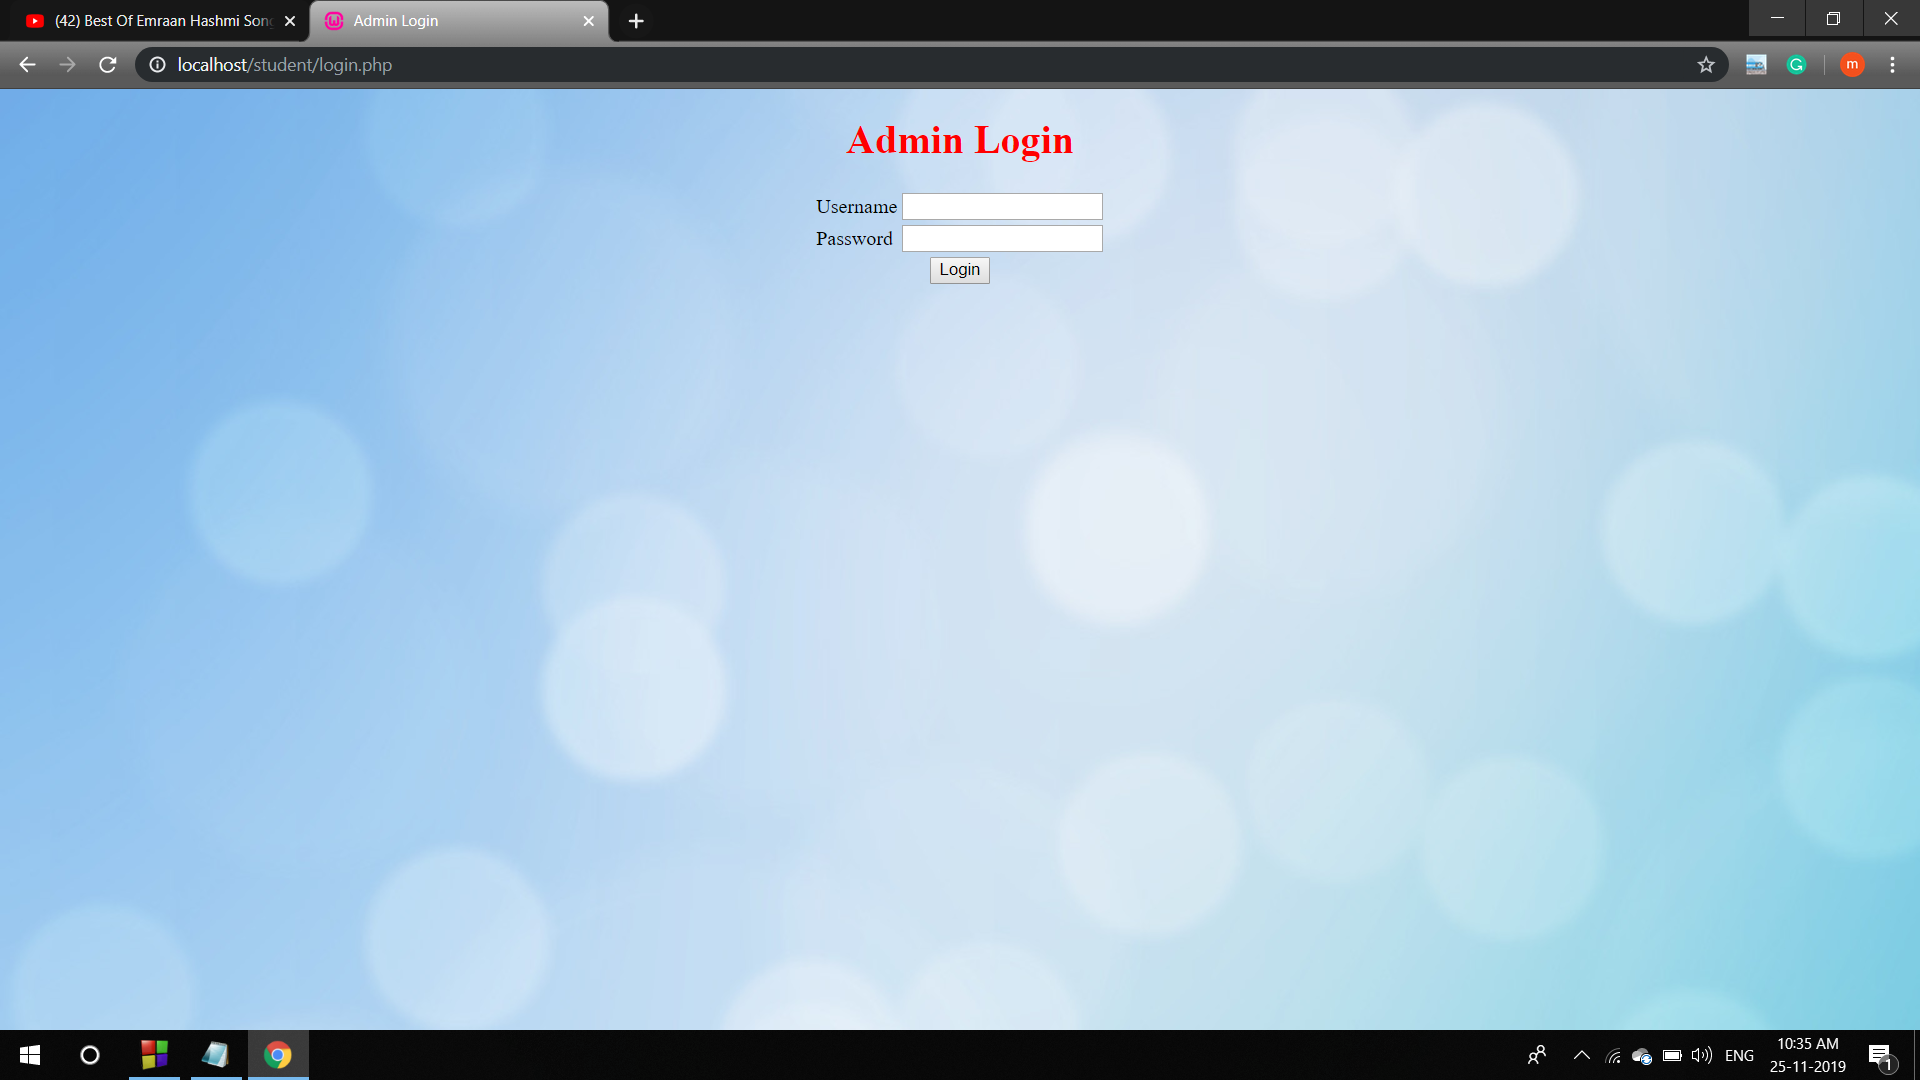 (42) Best Of Emraan Hashmi Song
Admin Login
localhost/student/login.php
m
Admin Login
Username
Password
Login
ENG
10:35 AM
25-11-2019
1